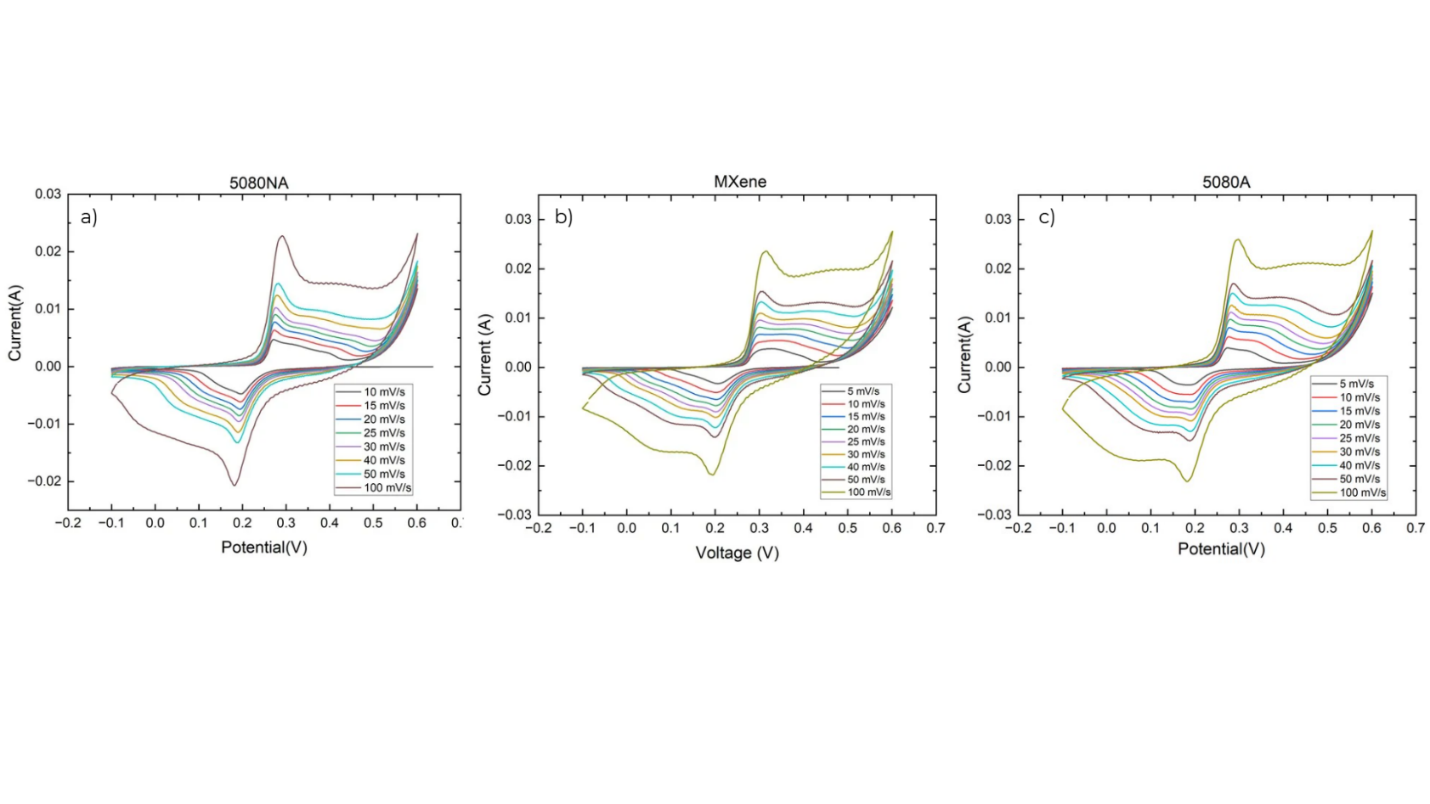 5080NA
a)
0.03
0.02
0.01
0.00
−0.01
−0.02
Current(A)
10 mV/s
15 mV/s
20 mV/s
25 mV/s
30 mV/s
40 mV/s
50 mV/s
100 mV/s
−0.2 −0.1 0.0 0.1 0.2 0.3 0.4 0.5 0.6 0.
Potential(V)
MXene
b)
0.03
0.02
0.01
0.00
−0.01
−0.02
−0.03
Current (A)
5 mV/s
10 mV/s
15 mV/s
20 mV/s
25 mV/s
30 mV/s
40 mV/s
50 mV/s
100 mV/s
−0.2 −0.1 0.0 0.1 0.2 0.3 0.4 0.5 0.6 0.7
Voltage (V)
5080A
c)
0.03
0.02
0.01
0.00
−0.01
−0.02
−0.03
Current(A)
5 mV/s
10 mV/s
15 mV/s
20 mV/s
25 mV/s
30 mV/s
40 mV/s
50 mV/s
100 mV/s
−0.2 −0.1 0.0 0.1 0.2 0.3 0.4 0.5 0.6 0.7
Potential(V)